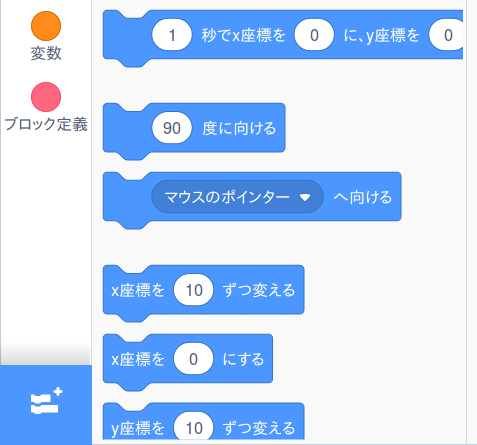 変数
ブロック定義
1 秒でx座標を 0 に、y座標を 0
90 度に向ける
マウスのポインター へ向ける
x座標を 10 ずつ変える
x座標を 0 にする
y座標を 10 ずつ変える